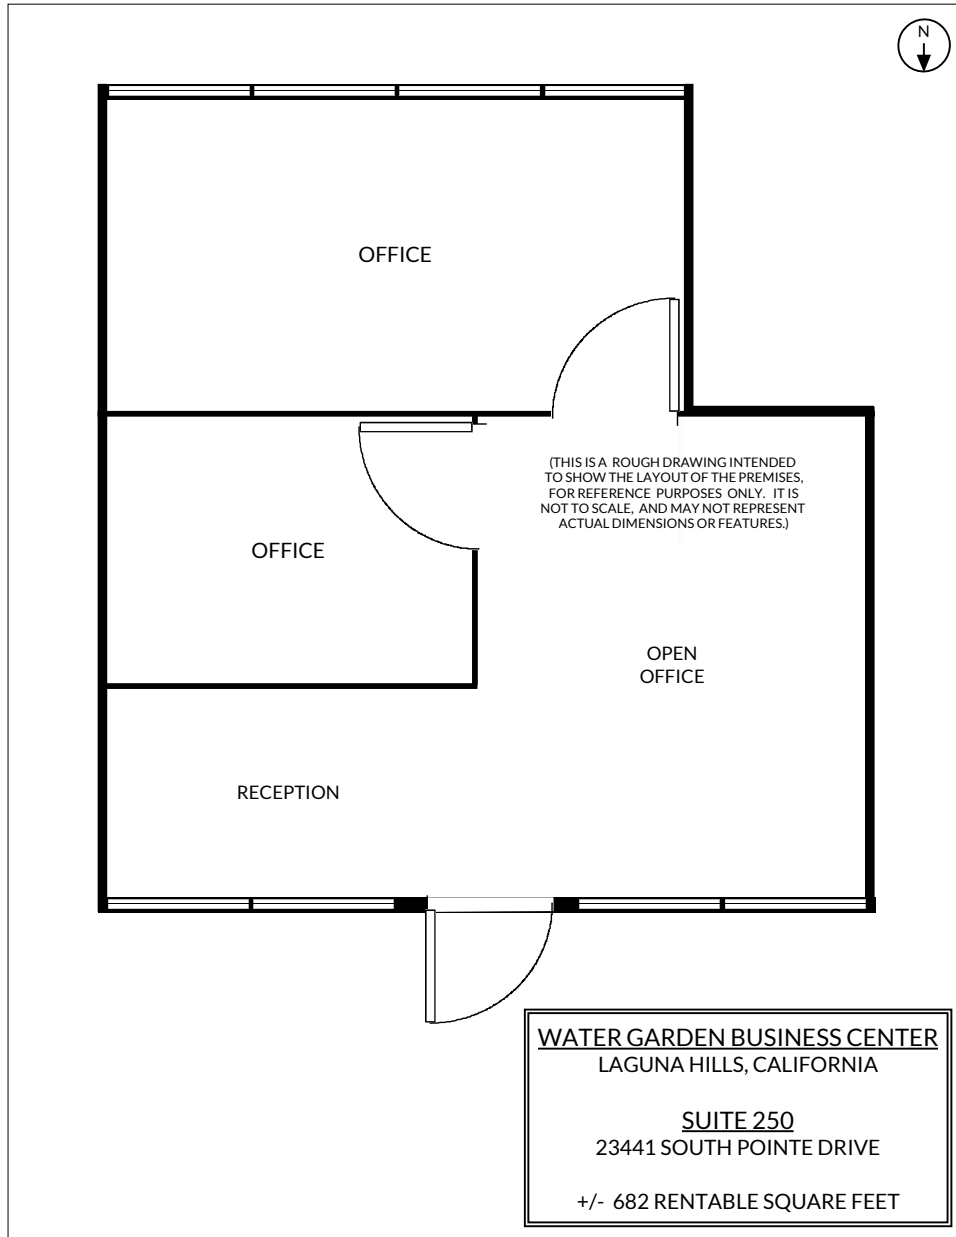 N
OFFICE
(THIS IS A ROUGH DRAWING INTENDED
TO SHOW THE LAYOUT OF THE PREMISES,
FOR REFERENCE PURPOSES ONLY. IT IS
NOT TO SCALE, AND MAY NOT REPRESENT
ACTUAL DIMENSIONS OR FEATURES.)
OFFICE
OPEN
OFFICE
RECEPTION
WATER GARDEN BUSINESS CENTER
LAGUNA HILLS, CALIFORNIA
SUITE 250
23441 SOUTH POINTE DRIVE
+/- 682 RENTABLE SQUARE FEET